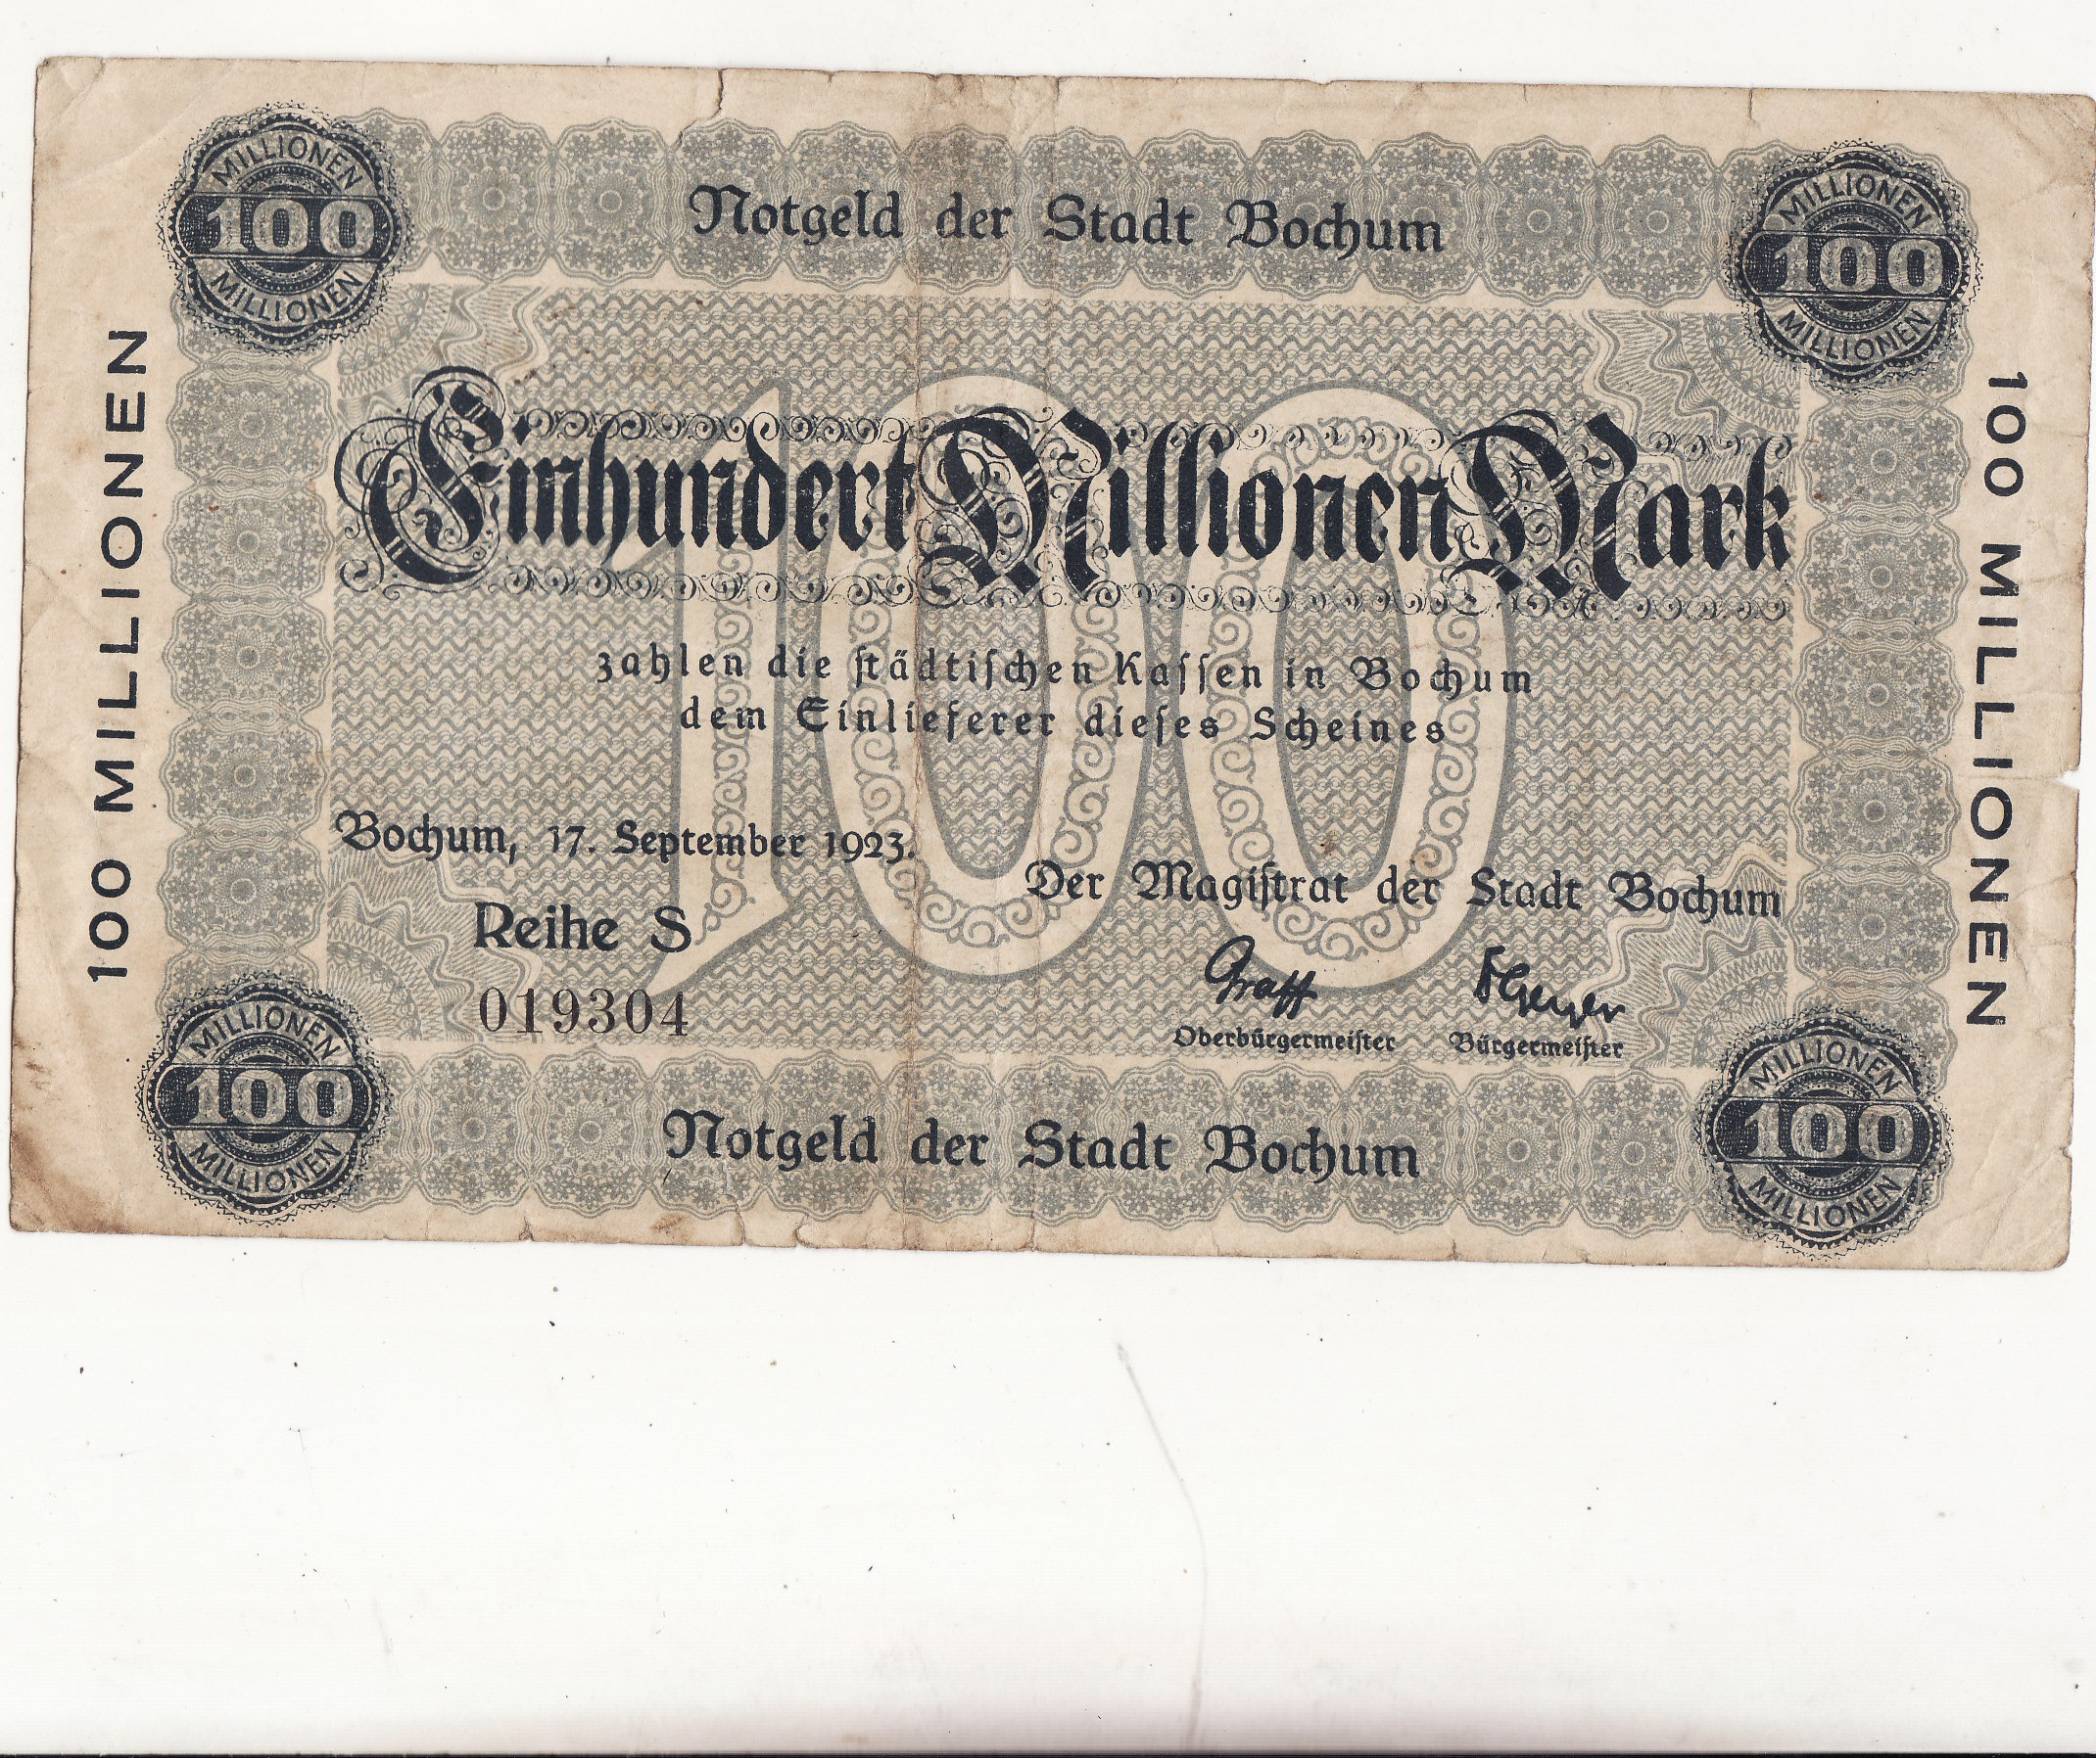 Notgeld der Stadt Bochum
MILLIONEN
100
MILLIONEN
MILLIONEN
100
MILLIONEN
100 MILLIONEN
100 MILLIONEN
Einhundert Millionen Mark
zahlen die ſtädtiſchen Kaſſen in Bochum
dem Einlieferer dieſes Scheines
Bochum, 17. September 1923.
Der Magiſtrat der Stadt Bochum
Reihe S
019304
Graff
Oberbürgermeiſter
Bürgermeiſter
MILLIONEN
100
MILLIONEN
MILLIONEN
100
MILLIONEN
Notgeld der Stadt Bochum
100